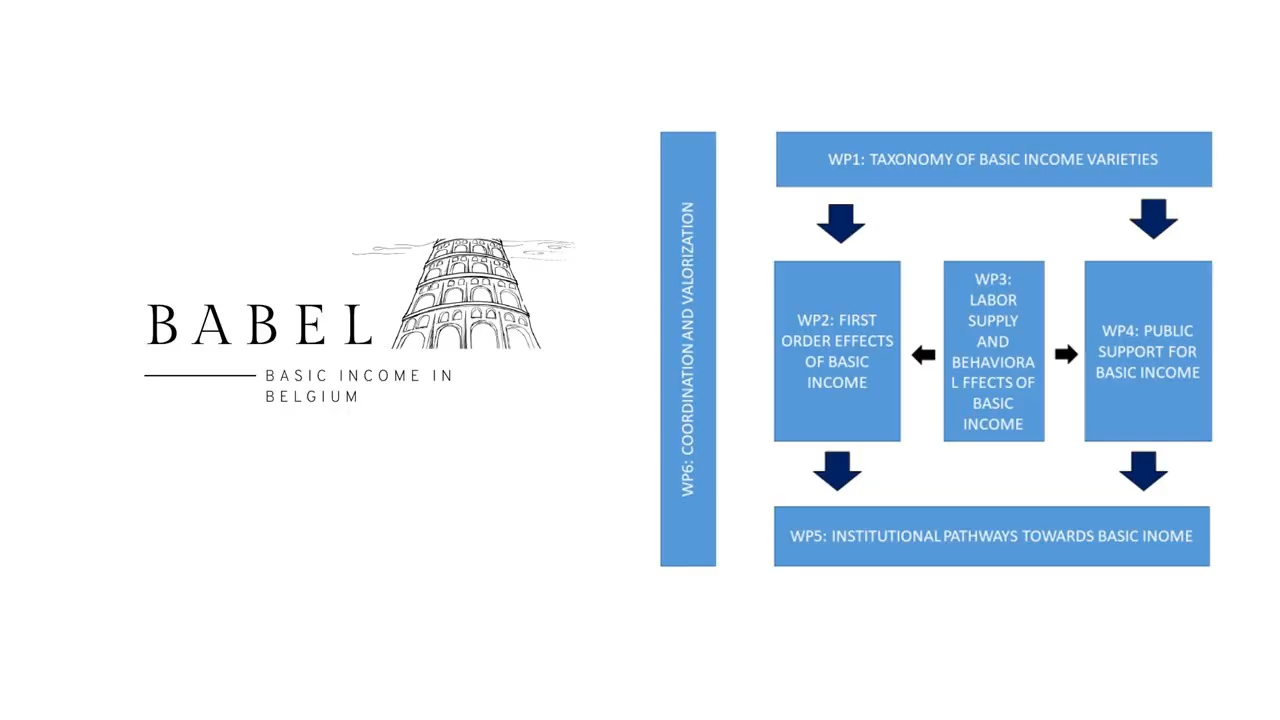 BABEL
BASIC INCOME IN
BELGIUM
WP6: COORDINATION AND VALORIZATION
WP1: TAXONOMY OF BASIC INCOME VARIETIES
WP2: FIRST
ORDER EFFECTS
OF BASIC
INCOME
WP3:
LABOR
SUPPLY
AND
BEHAVIORA
L FFECTS OF
BASIC
INCOME
WP4: PUBLIC
SUPPORT FOR
BASIC INCOME
WP5: INSTITUTIONAL PATHWAYS TOWARDS BASIC INOME